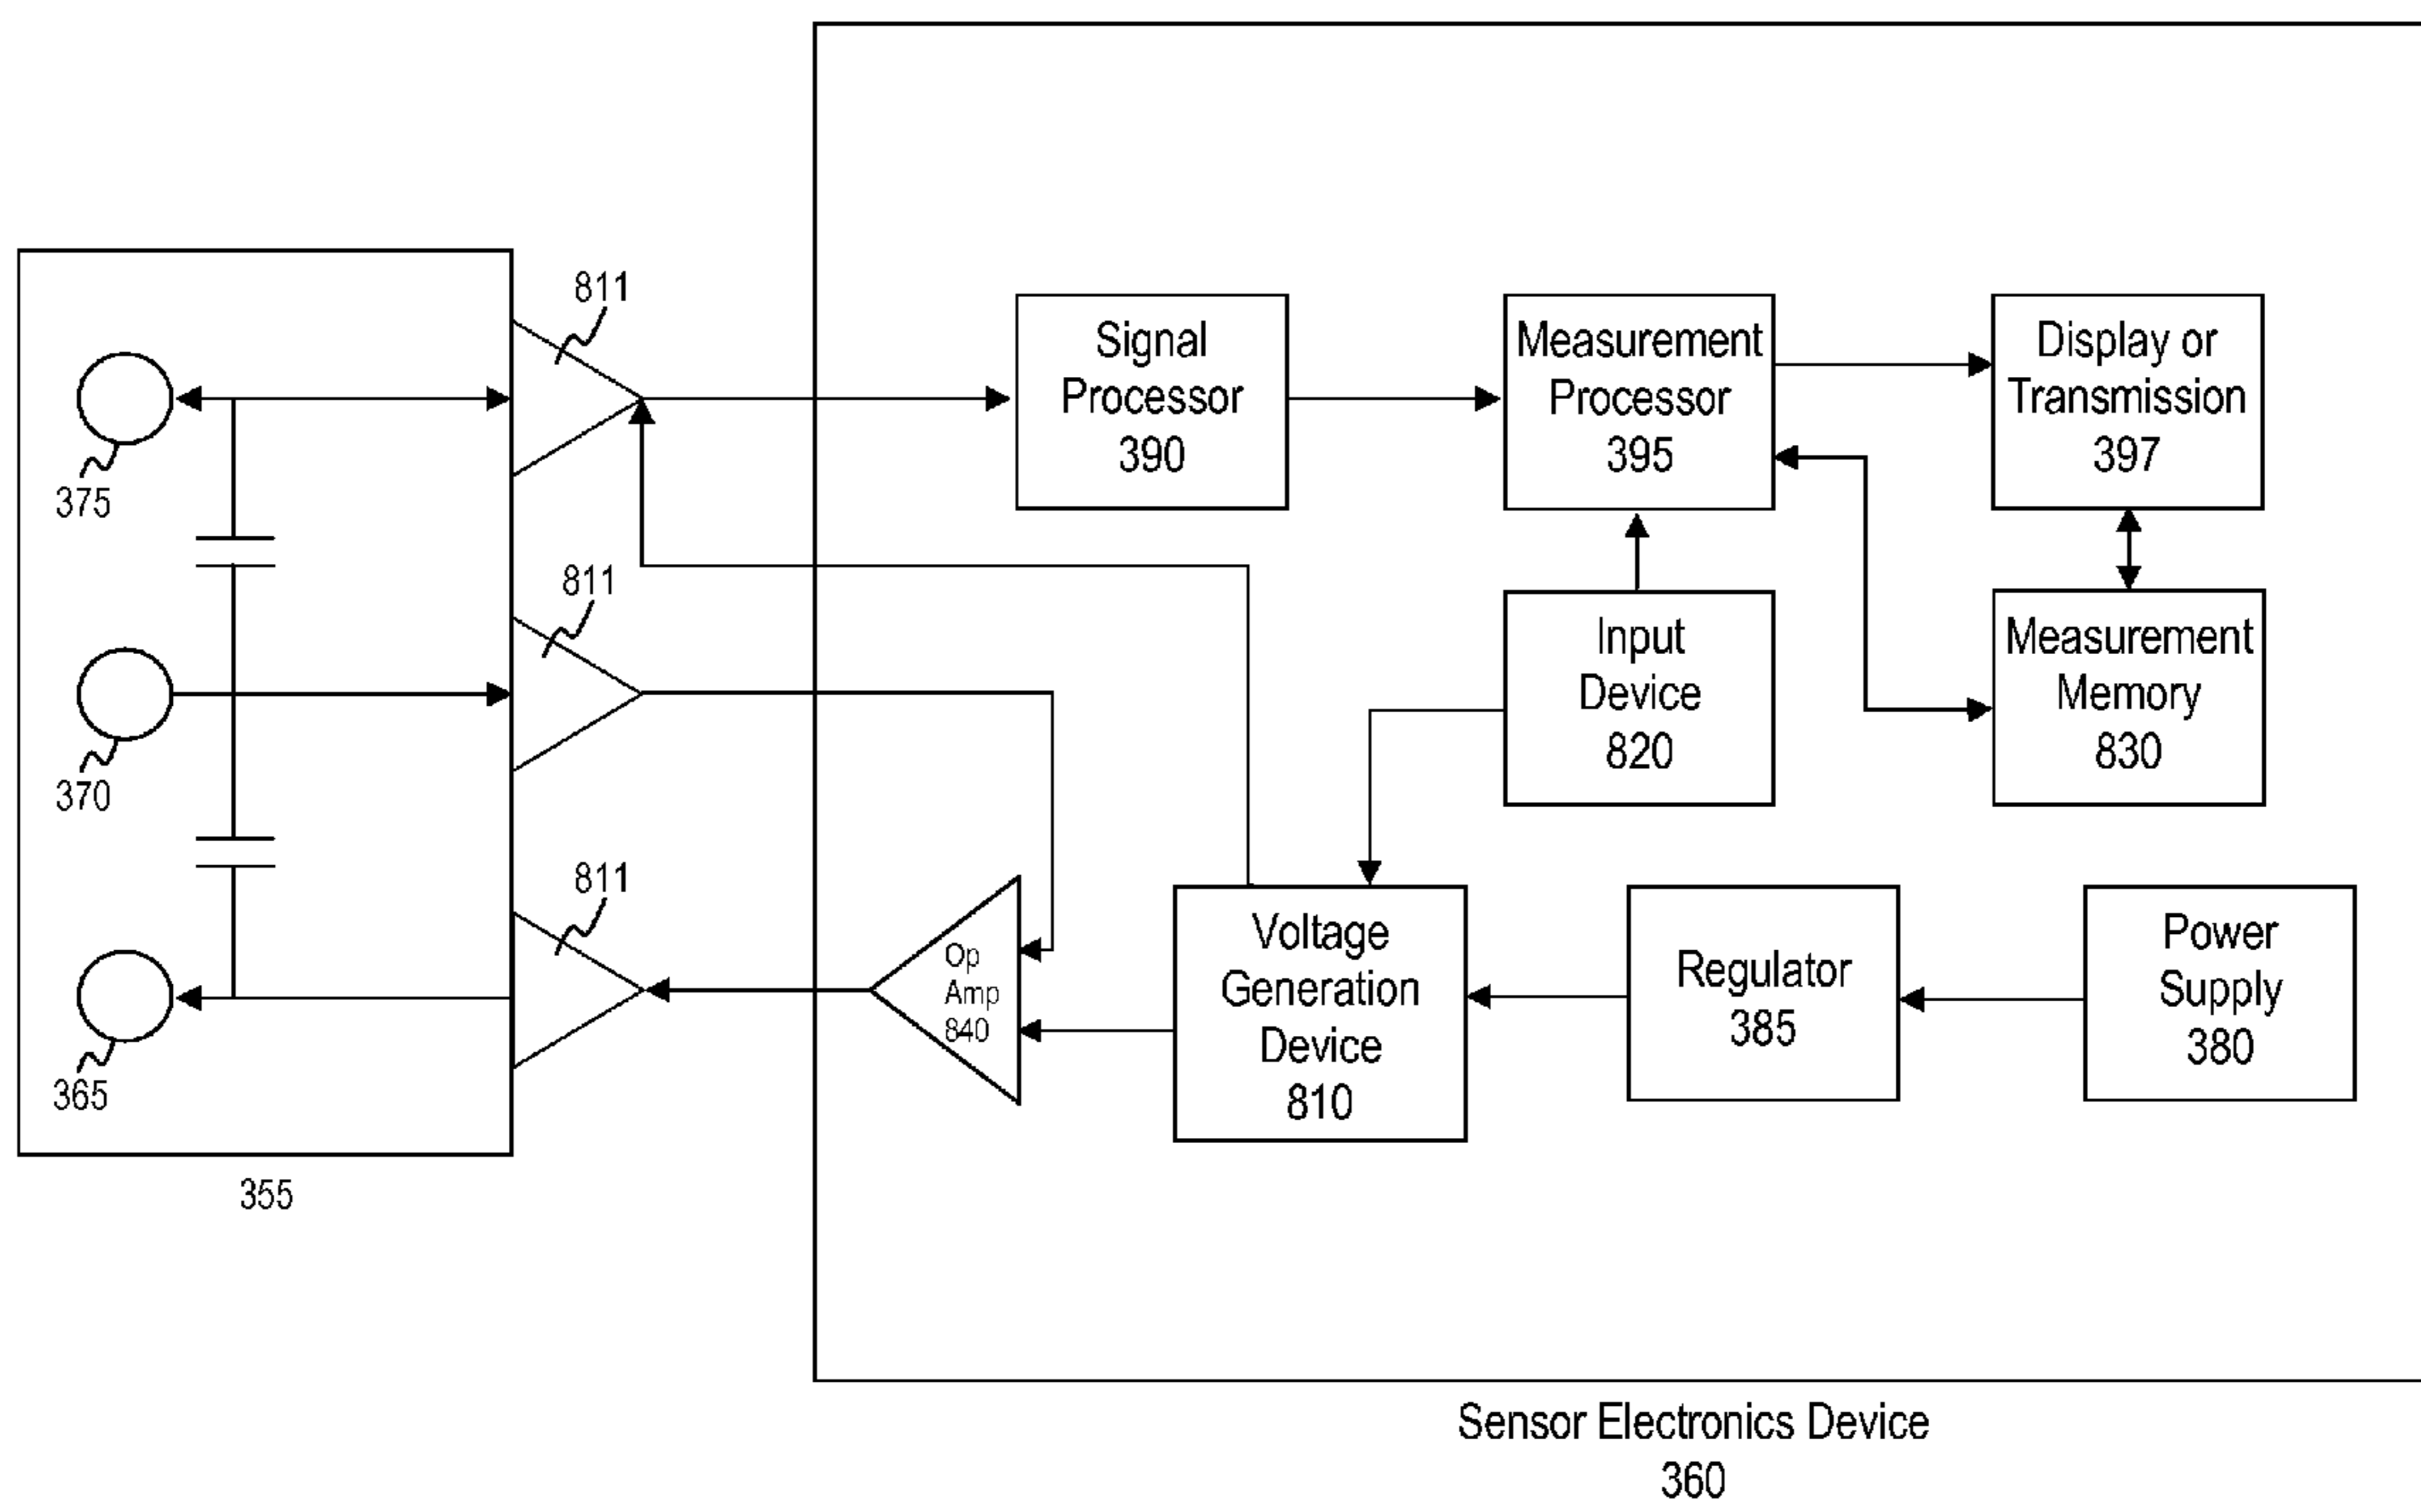 811
Signal
Processor
390
Measurement
Processor
395
Display or
Transmission
397
375
811
Input
Device
820
Measurement
Memory
830
370
811
Op
Amp
840
Voltage
Generation
Device
810
Regulator
385
Power
Supply
380
365
355
Sensor Electronics Device
360